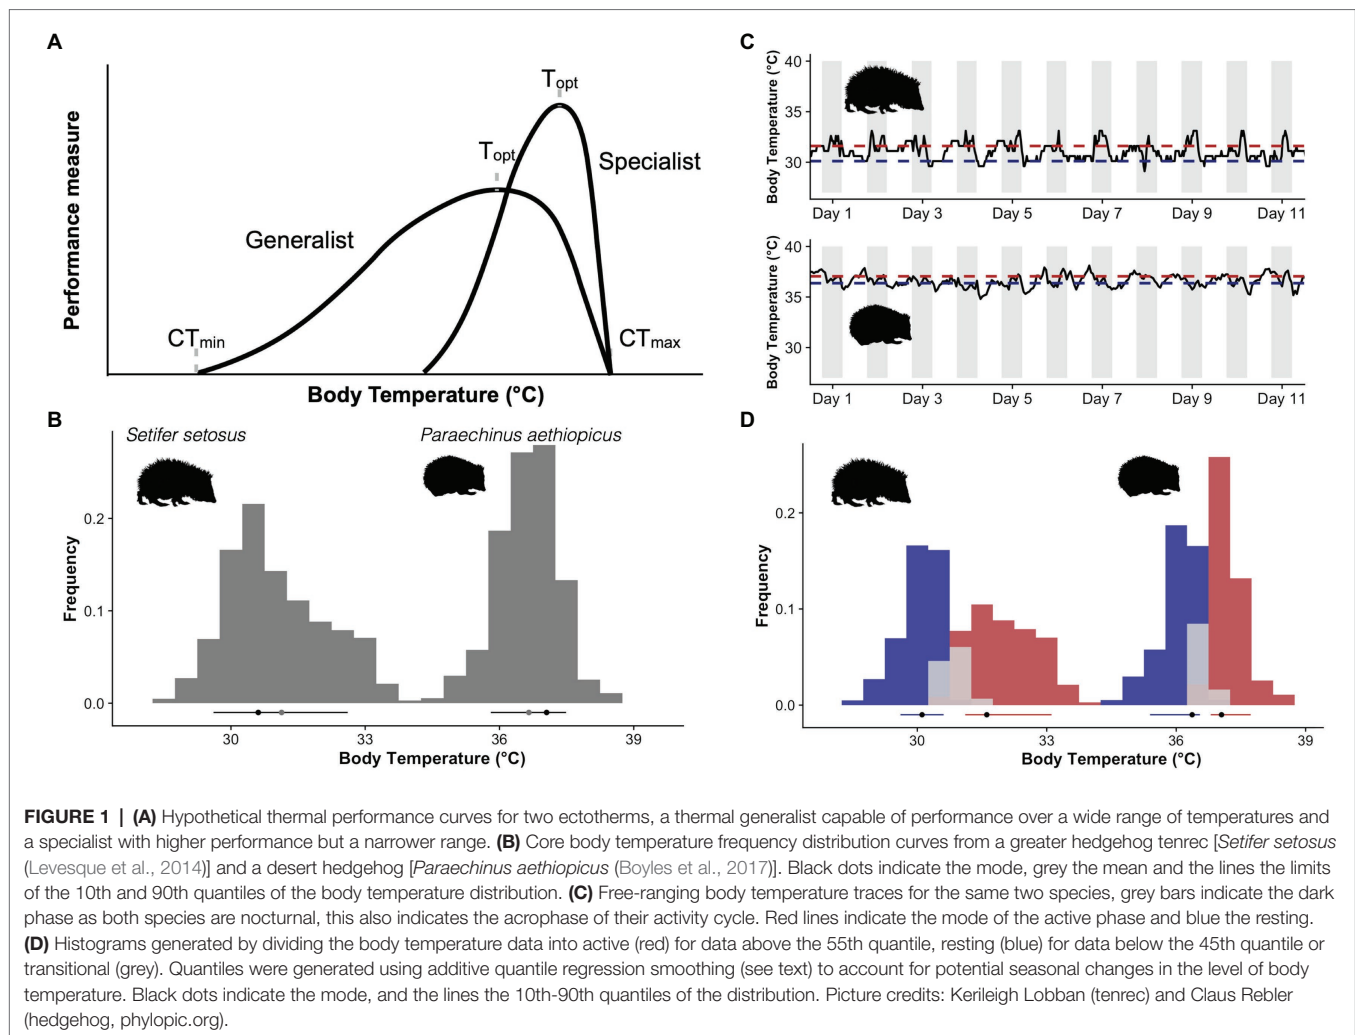 A
Performance measure
Generalist
Specialist
T opt
T opt
CT min
CT max
Body Temperature (°C)
B
Setifer setosus
Paraechinus aethiopicus
Frequency
0.2
0.1
0.0
30
33
36
39
Body Temperature (°C)
C
Body Temperature (°C)
40
35
30
Day 1
Day 3
Day 5
Day 7
Day 9
Day 11
Body Temperature (°C)
40
35
30
Day 1
Day 3
Day 5
Day 7
Day 9
Day 11
D
Frequency
0.2
0.1
0.0
30
33
36
39
Body Temperature (°C)
FIGURE 1 | (A) Hypothetical thermal performance curves for two ectotherms, a thermal generalist capable of performance over a wide range of temperatures and
a specialist with higher performance but a narrower range. (B) Core body temperature frequency distribution curves from a greater hedgehog tenrec [Setifer setosus
(Levesque et al., 2014)] and a desert hedgehog [Paraechinus aethiopicus (Boyles et al., 2017)]. Black dots indicate the mode, grey the mean and the lines the limits
of the 10th and 90th quantiles of the body temperature distribution. (C) Free-ranging body temperature traces for the same two species, grey bars indicate the dark
phase as both species are nocturnal, this also indicates the acrophase of their activity cycle. Red lines indicate the mode of the active phase and blue the resting.
(D) Histograms generated by dividing the body temperature data into active (red) for data above the 55th quantile, resting (blue) for data below the 45th quantile or
transitional (grey). Quantiles were generated using additive quantile regression smoothing (see text) to account for potential seasonal changes in the level of body
temperature. Black dots indicate the mode, and the lines the 10th-90th quantiles of the distribution. Picture credits: Kerileigh Lobban (tenrec) and Claus Rebler
(hedgehog, phylopic.org).